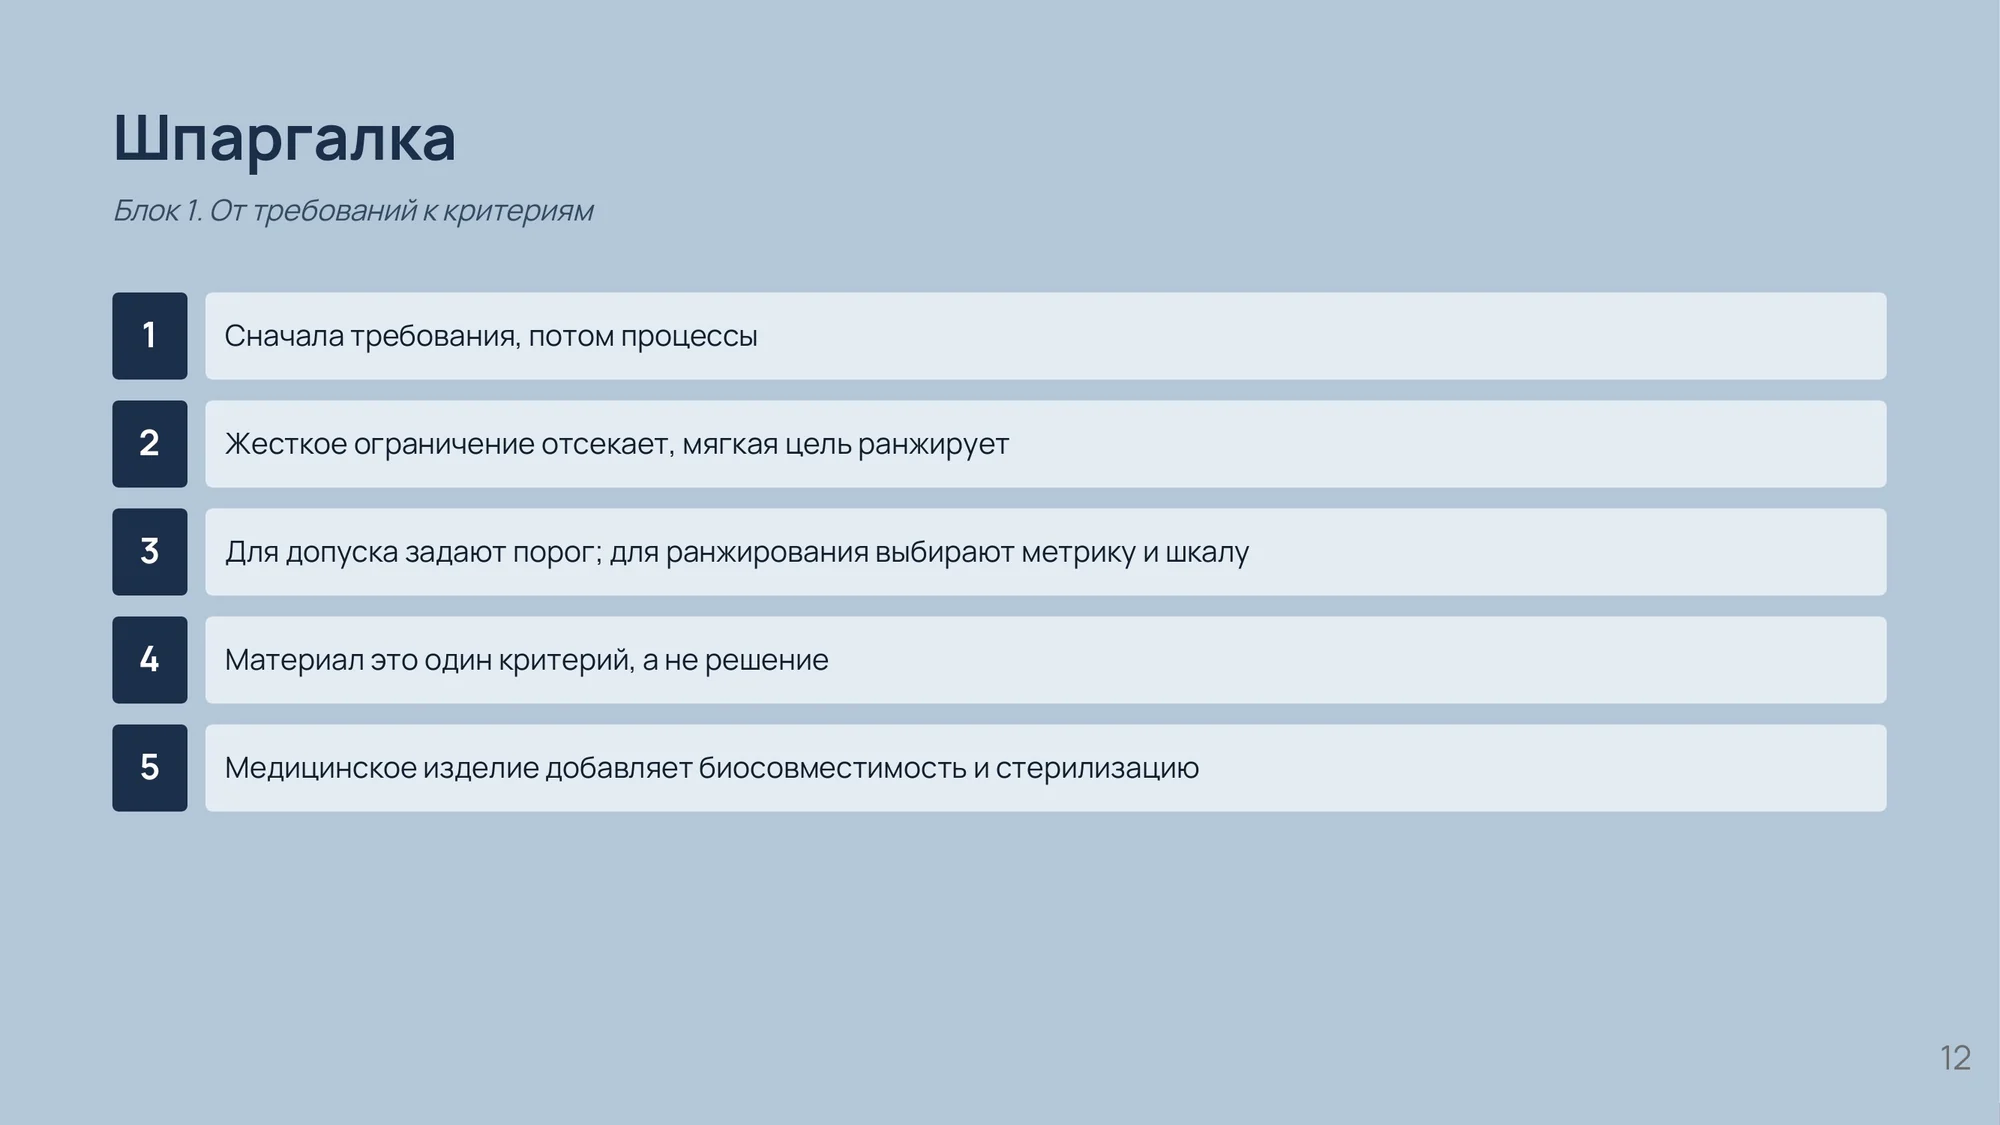 Шпаргалка
Блок 1. От требований к критериям
1 Сначала требования, потом процессы
2 Жесткое ограничение отсекает, мягкая цель ранжирует
3 Для допуска задают порог; для ранжирования выбирают метрику и шкалу
4 Материал это один критерий, а не решение
5 Медицинское изделие добавляет биосовместимость и стерилизацию
12